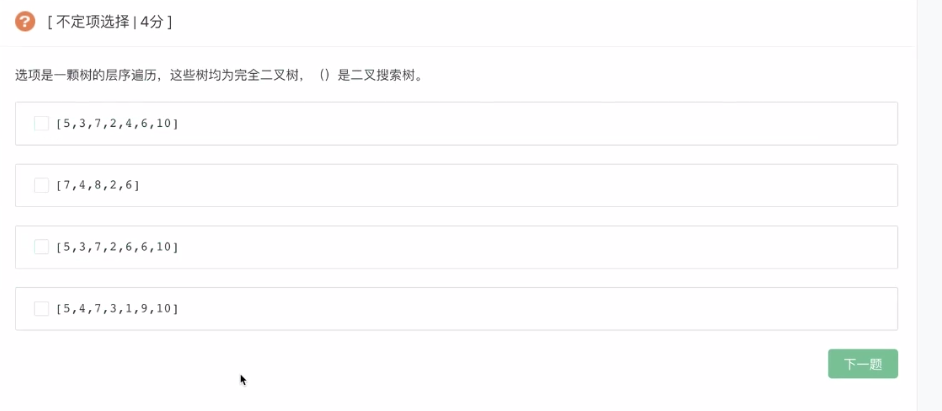 ?
[ 不定项选择 | 4分 ]
选项是一颗树的层序遍历，这些树均为完全二叉树，（）是二叉搜索树。
[5,3,7,2,4,6,10]
[7,4,8,2,6]
[5,3,7,2,6,6,10]
[5,4,7,3,1,9,10]
下一题